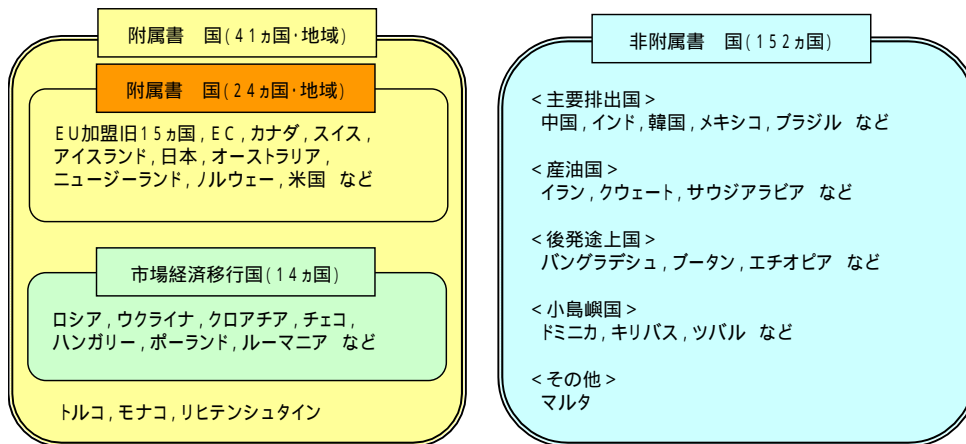 附属書　国(41ヵ国・地域)
附属書　国(24ヵ国・地域)
EU加盟旧15ヵ国,EC,カナダ,スイス,
アイスランド,日本,オーストラリア,
ニュージーランド,ノルウェー,米国 など
市場経済移行国(14ヵ国)
ロシア,ウクライナ,クロアチア,チェコ,
ハンガリー,ポーランド,ルーマニア など
トルコ,モナコ,リヒテンシュタイン
非附属書　国(152ヵ国)
<主要排出国>
中国,インド,韓国,メキシコ,ブラジル など
<産油国>
イラン,クウェート,サウジアラビア など
<後発途上国>
バングラデシュ,ブータン,エチオピア など
<小島嶼国>
ドミニカ,キリバス,ツバル など
<その他>
マルタ